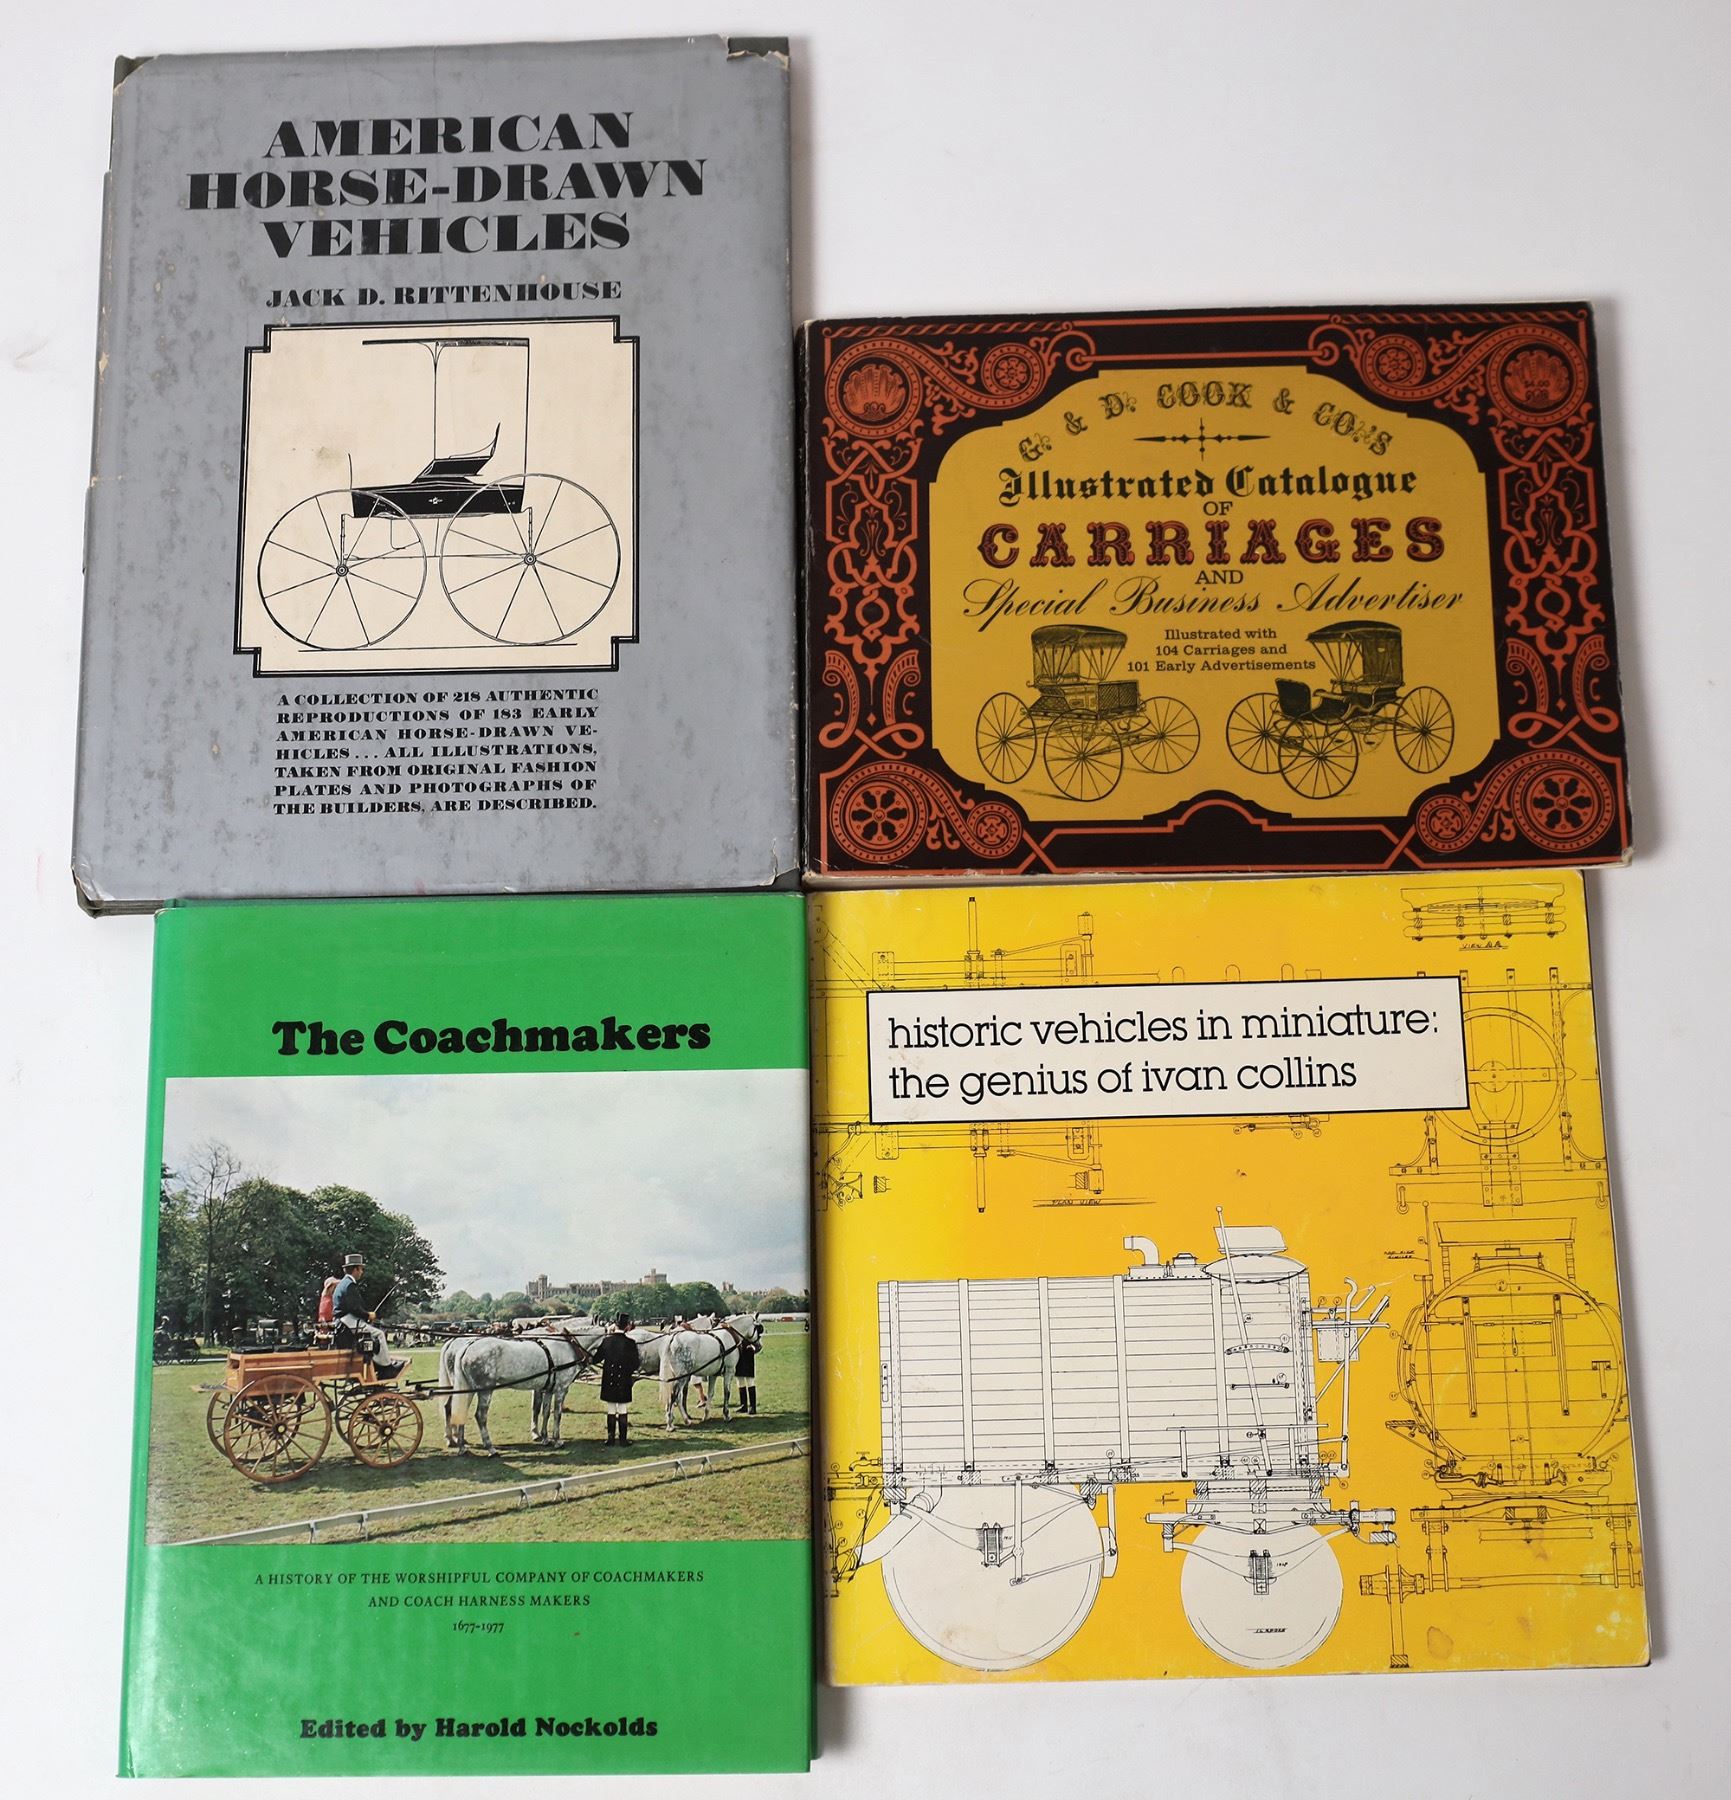 AMERICAN
HORSE-DRAWN
VEHICLES
JACK D. RITTENHOUSE
A COLLECTION OF 218 AUTHENTIC
REPRODUCTIONS OF 183 EARLY
AMERICAN HORSE-DRAWN VE-
HICLES . . . ALL ILLUSTRATIONS,
TAKEN FROM ORIGINAL FASHION
PLATES AND PHOTOGRAPHS OF
THE BUILDERS, ARE DESCRIBED.
$4.00
G. & D. COOK & CO.'S
Illustrated Catalogue
OF
CARRIAGES
AND
Special Business Advertiser
Illustrated with
104 Carriages and
101 Early Advertisements
The Coachmakers
A HISTORY OF THE WORSHIPFUL COMPANY OF COACHMAKERS
AND COACH HARNESS MAKERS
1677-1977
Edited by Harold Nockolds
historic vehicles in miniature:
the genius of ivan collins
PLAN VIEW